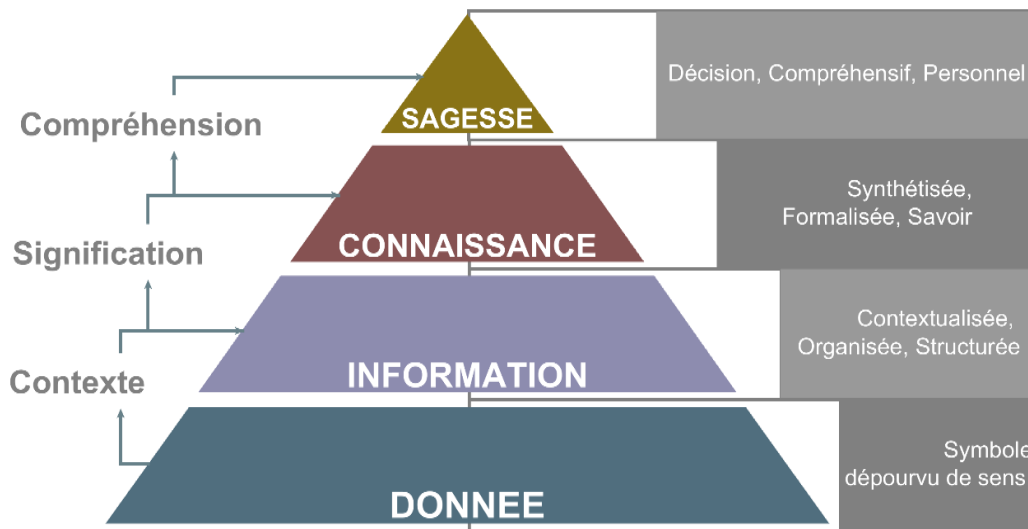 Décision, Compréhensif, Personnel
SAGESSE
Compréhension
Synthétisée,
Formalisée, Savoir
CONNAISSANCE
Signification
Contextualisée,
Organisée, Structurée
INFORMATION
Contexte
Symbole
dépourvu de sens
DONNEE